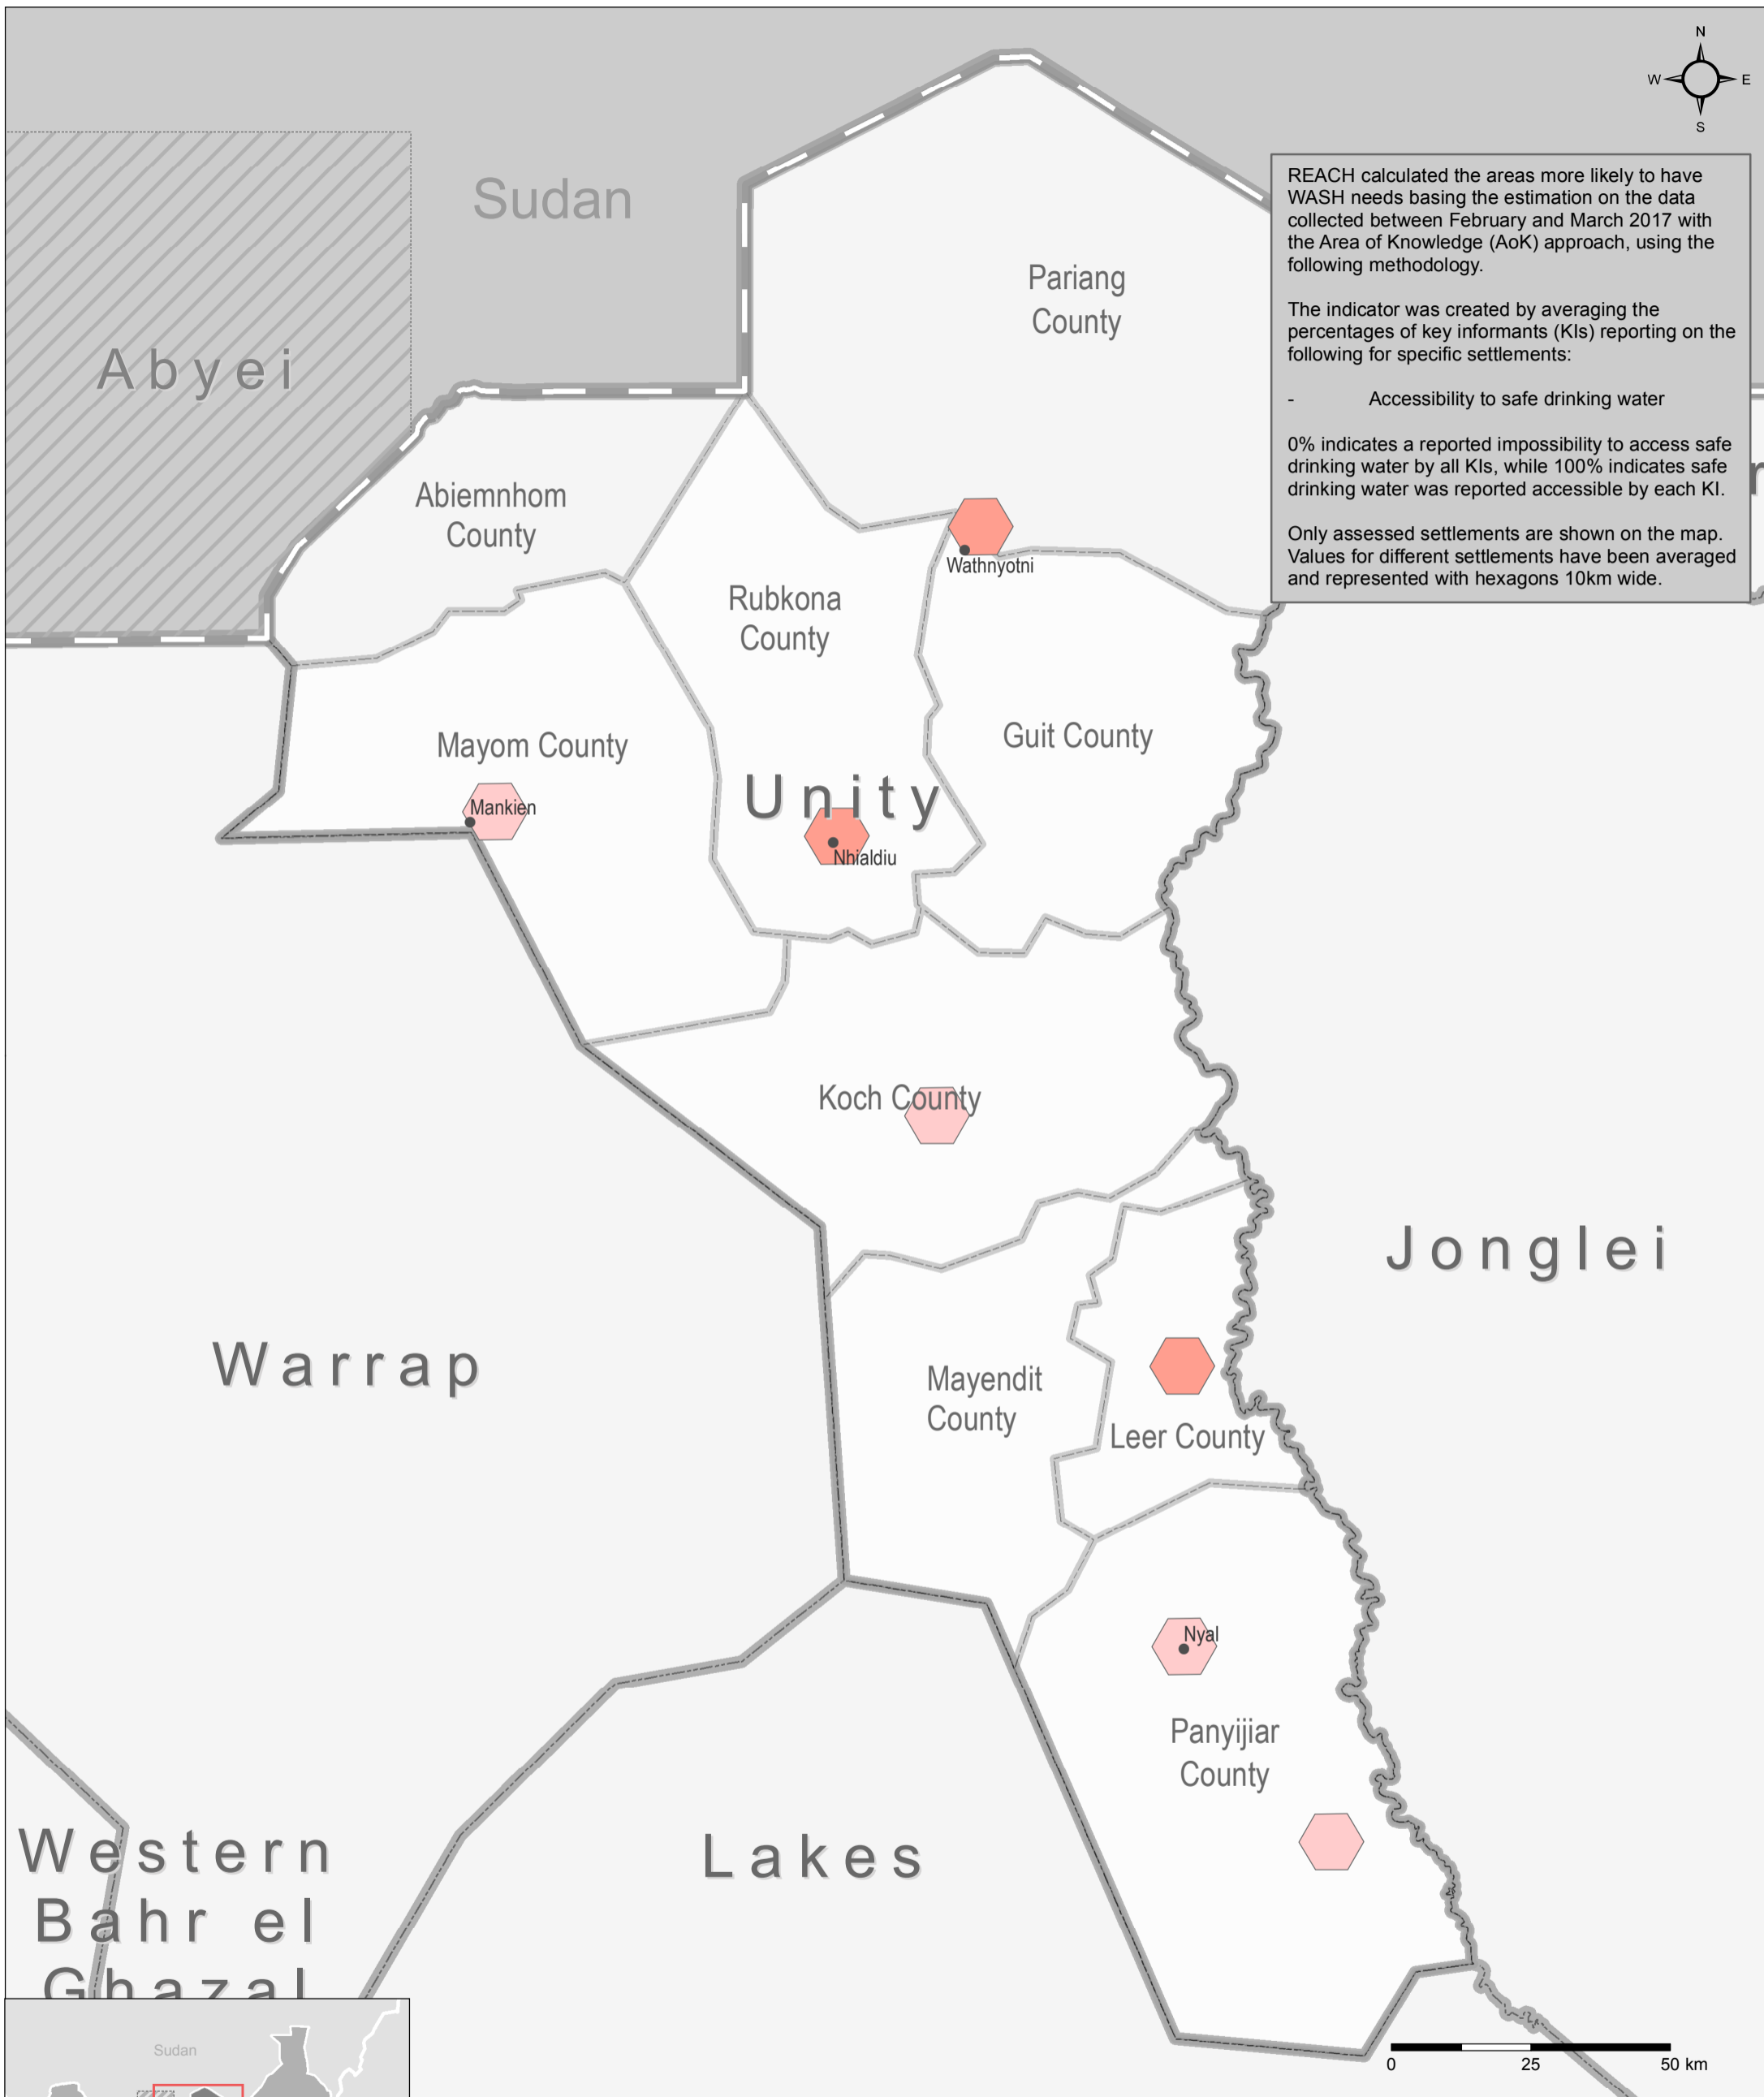 N
W E
S
REACH calculated the areas more likely to have
WASH needs basing the estimation on the data
collected between February and March 2017 with
the Area of Knowledge (AoK) approach, using the
following methodology.
The indicator was created by averaging the
percentages of key informants (KIs) reporting on the
following for specific settlements:
- Accessibility to safe drinking water
0% indicates a reported impossibility to access safe
drinking water by all KIs, while 100% indicates safe
drinking water was reported accessible by each KI.
Only assessed settlements are shown on the map.
Values for different settlements have been averaged
and represented with hexagons 10km wide.
Sudan
Abyei
Pariang
County
Abiemnhom
County
Wathnyotni
Rubkona
County
Mayom County
Guit County
Unity
Mankien
Nhialdiu
Koch County
Jonglei
Warrap
Mayendit
County
Leer County
Nyal
Panyijiar
County
Western
Bahr el
Ghazal
Lakes
Sudan
0 25 50 km